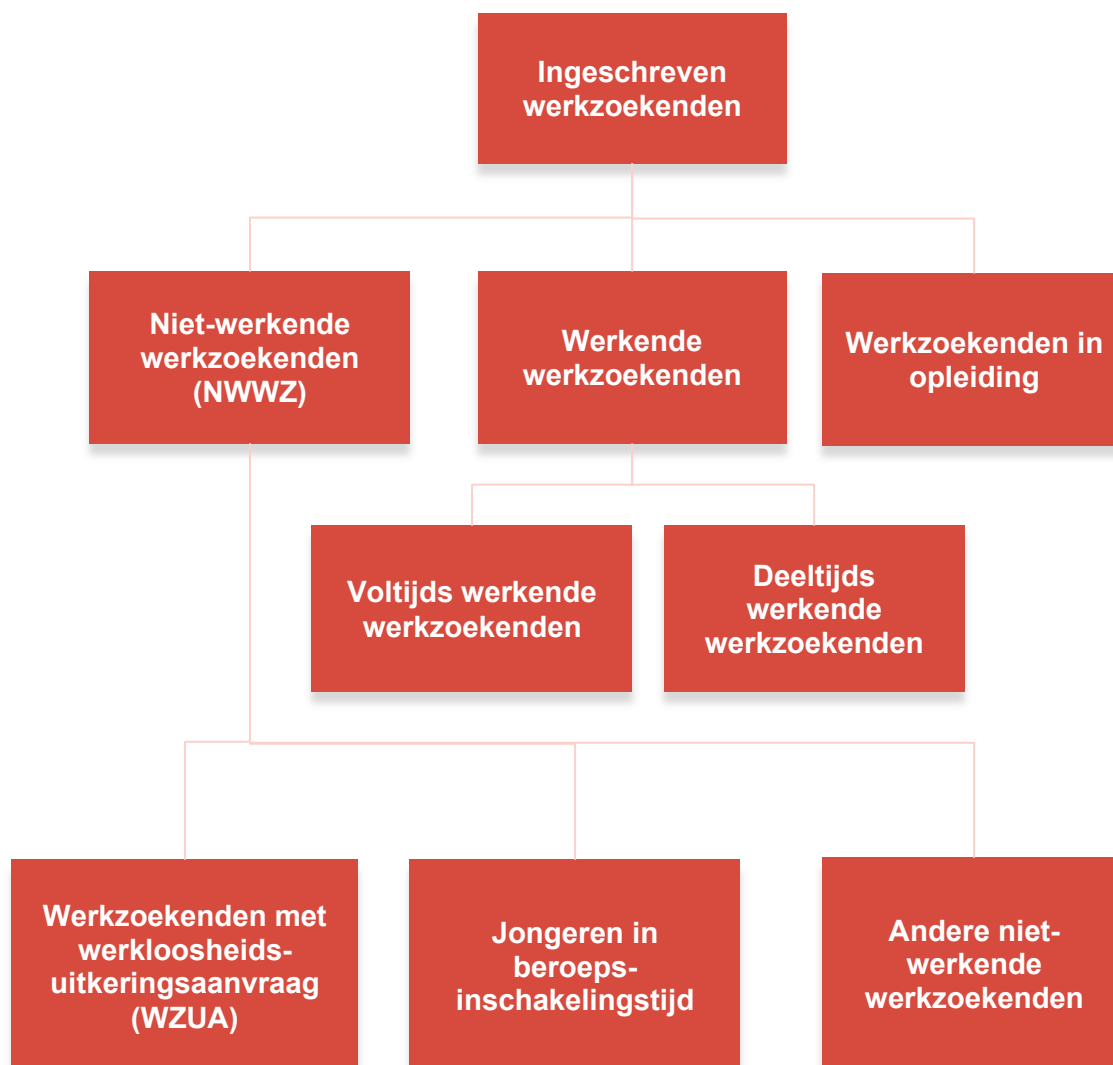 Ingeschreven
werkzoekenden
Niet-werkende
werkzoekenden
(NWWZ)
Werkende
werkzoekenden
Werkzoekenden in
opleiding
Voltijds werkende
werkzoekenden
Deeltijds
werkende
werkzoekenden
Werkzoekenden met
werkloosheids-
uitkeringsaanvraag
(WZUA)
Jongeren in
beroeps-
inschakelingstijd
Andere niet-
werkende
werkzoekenden